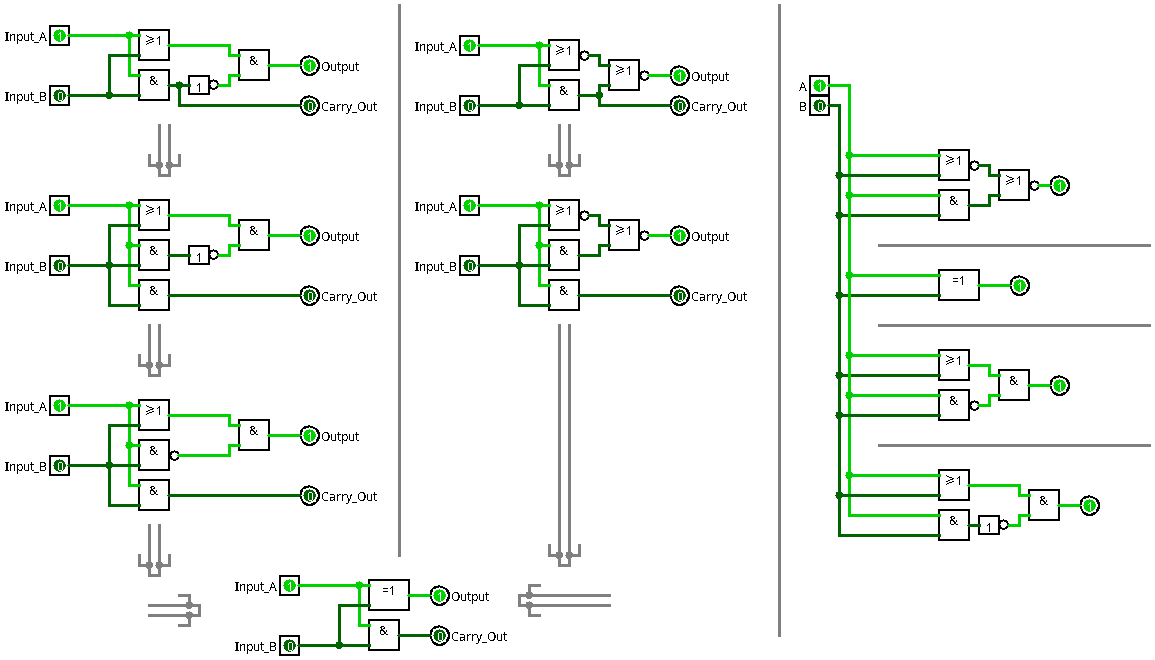 Input_A 1 ≥1 & 1 Output
& 1
Input_B 0 0 Carry_Out
Input_A 1 ≥1 & 1 Output
& 1
Input_B 0
& 0 Carry_Out
Input_A 1 ≥1 & 1 Output
&
Input_B 0
& 0 Carry_Out
Input_A 1 ≥1 ≥1 1 Output
&
Input_B 0 0 Carry_Out
Input_A 1 ≥1 ≥1 1 Output
&
Input_B 0
& 0 Carry_Out
Input_A 1 =1 1 Output
Input_B 0 & 0 Carry_Out
A 1
B 0
≥1 ≥1 1
&
=1 1
≥1 & 1
&
≥1 & 1
& 1